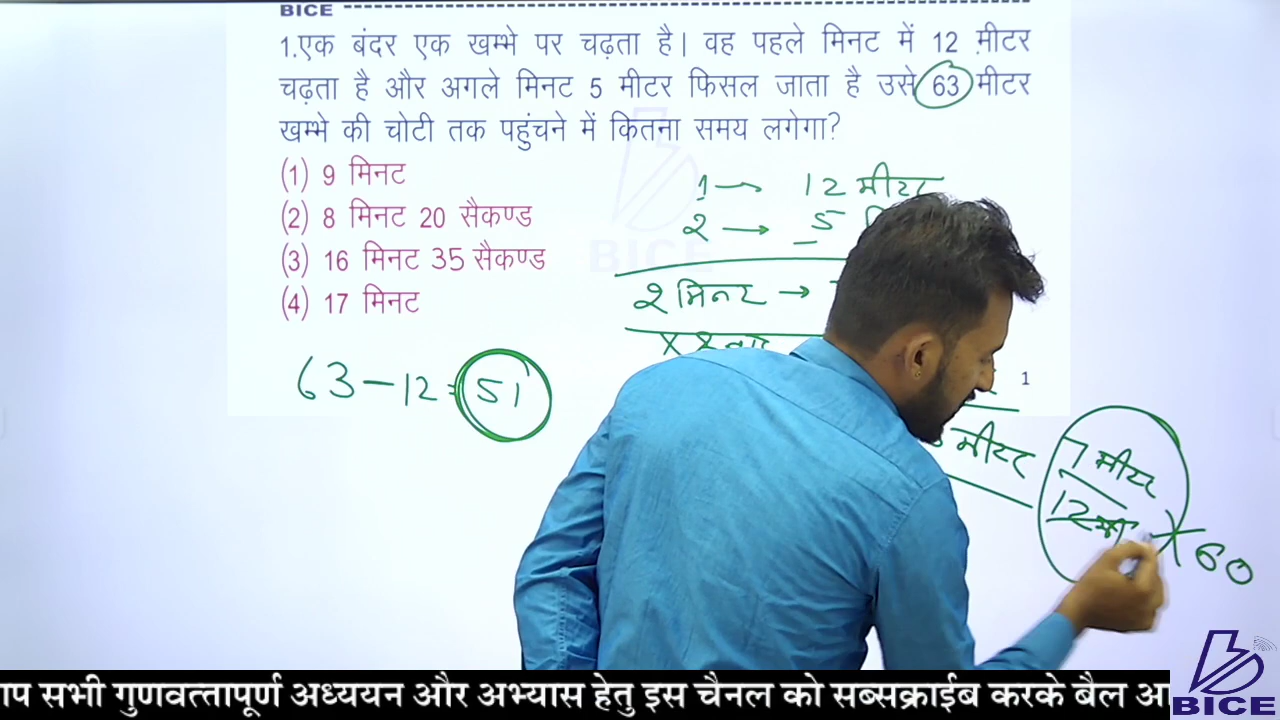 BICE
1.एक बंदर एक खम्भे पर चढ़ता है। वह पहले मिनट में 12 मीटर
चढ़ता है और अगले मिनट 5 मीटर फिसल जाता है उसे 63 मीटर
खम्भे की चोटी तक पहुंचने में कितना समय लगेगा?
(1) 9 मिनट
(2) 8 मिनट 20 सैकण्ड
(3) 16 मिनट 35 सैकण्ड
(4) 17 मिनट
1 → 12 मीटर
2 → - 5
2 मिनट →
63 - 12 = 51
1
मीटर
7 मीटर
12
× 60
BICE
सभी गुणवत्तापूर्ण अध्ययन और अभ्यास हेतु इस चैनल को सब्सक्राईब करके बैल
BICE